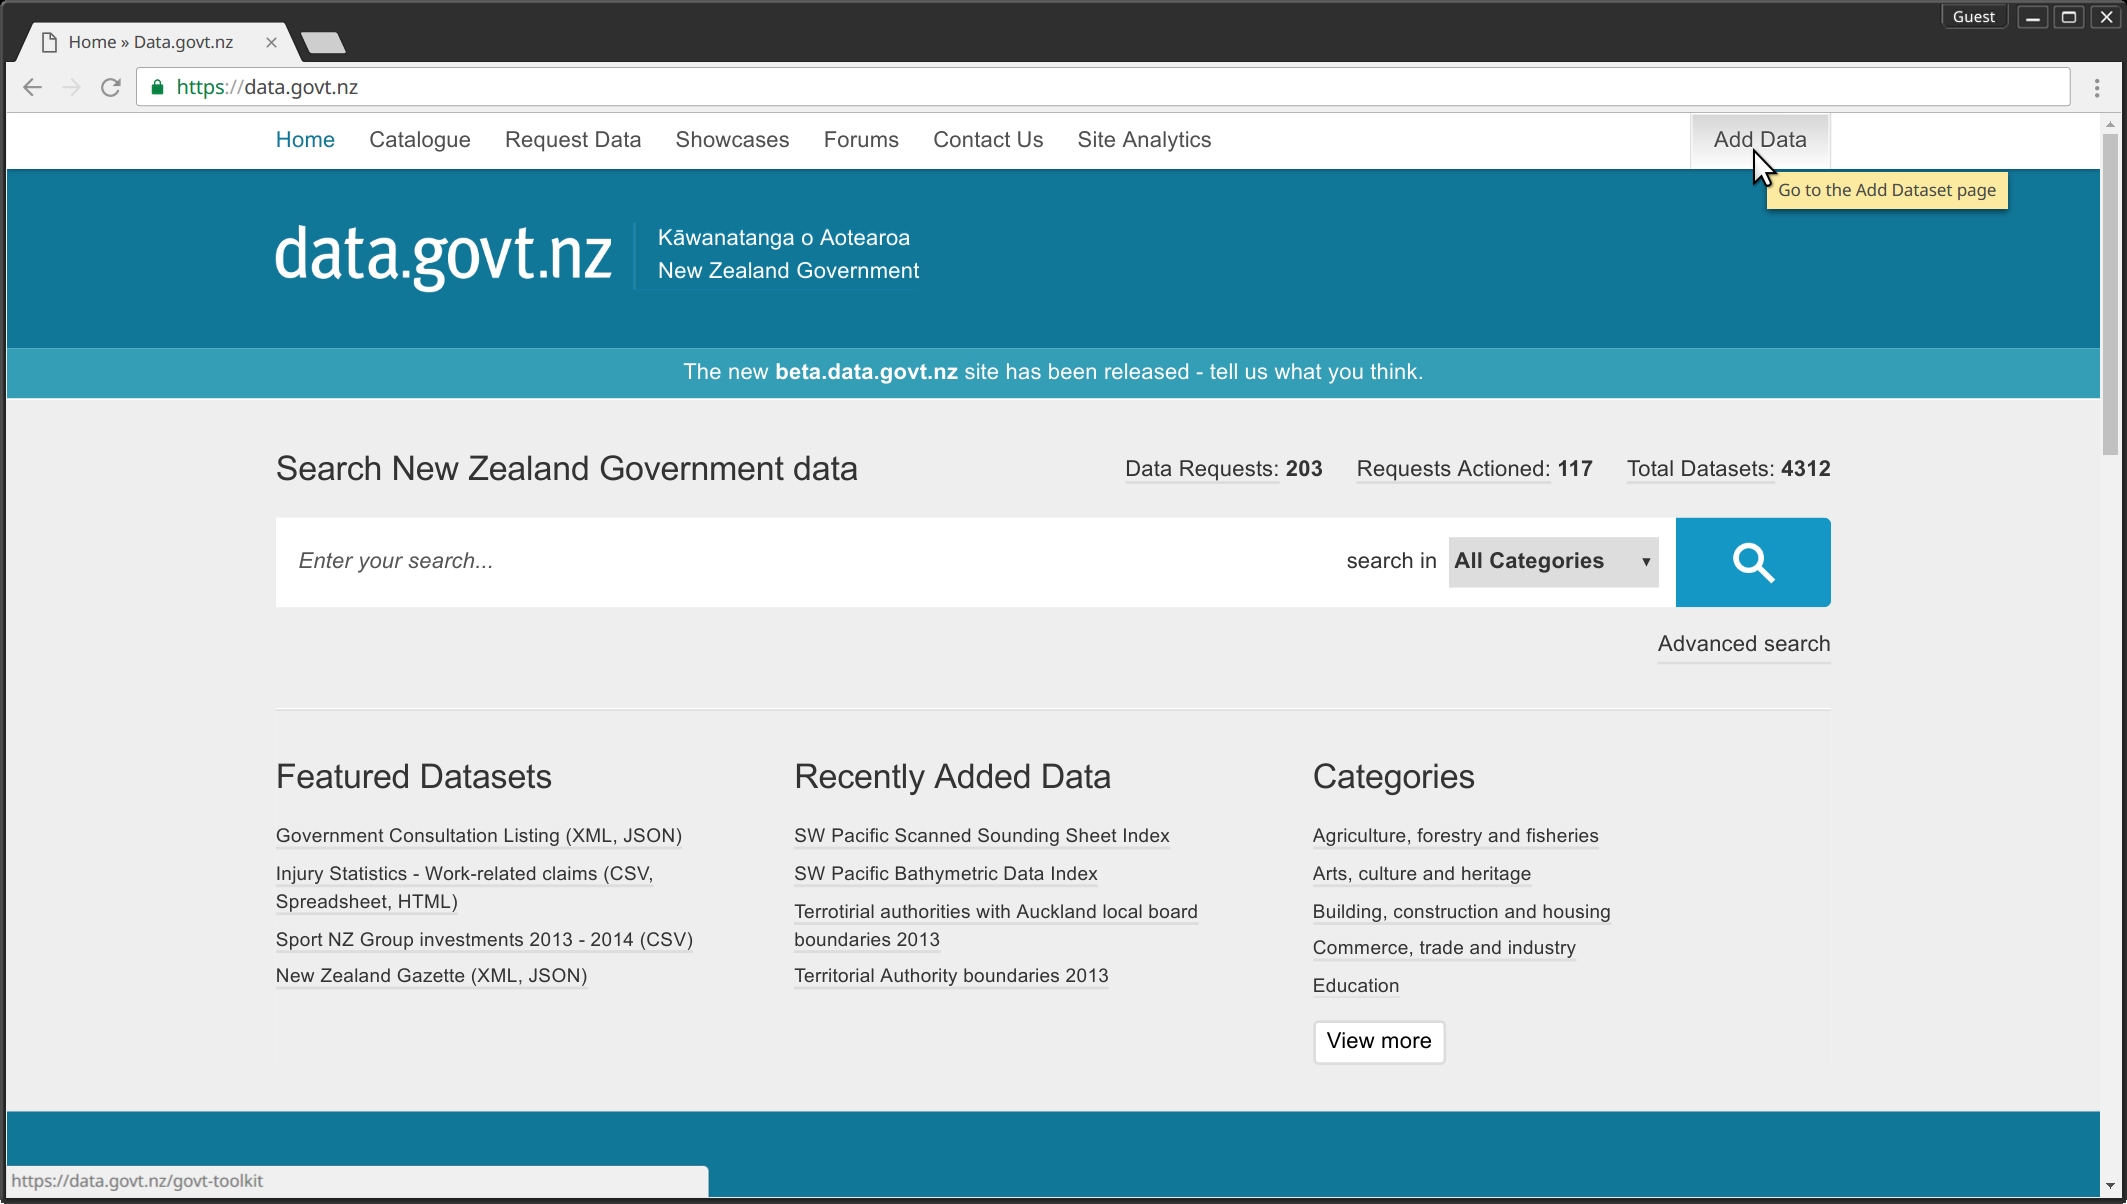 Guest
Home » Data.govt.nz
https://data.govt.nz
Home Catalogue Request Data Showcases Forums Contact Us Site Analytics Add Data
Go to the Add Dataset page
data.govt.nz
Kāwanatanga o Aotearoa
New Zealand Government
The new beta.data.govt.nz site has been released - tell us what you think.
Search New Zealand Government data
Data Requests: 203 Requests Actioned: 117 Total Datasets: 4312
Enter your search...
search in All Categories
Advanced search
Featured Datasets
Government Consultation Listing (XML, JSON)
Injury Statistics - Work-related claims (CSV,
Spreadsheet, HTML)
Sport NZ Group investments 2013 - 2014 (CSV)
New Zealand Gazette (XML, JSON)
Recently Added Data
SW Pacific Scanned Sounding Sheet Index
SW Pacific Bathymetric Data Index
Terrotirial authorities with Auckland local board
boundaries 2013
Territorial Authority boundaries 2013
Categories
Agriculture, forestry and fisheries
Arts, culture and heritage
Building, construction and housing
Commerce, trade and industry
Education
View more
https://data.govt.nz/govt-toolkit